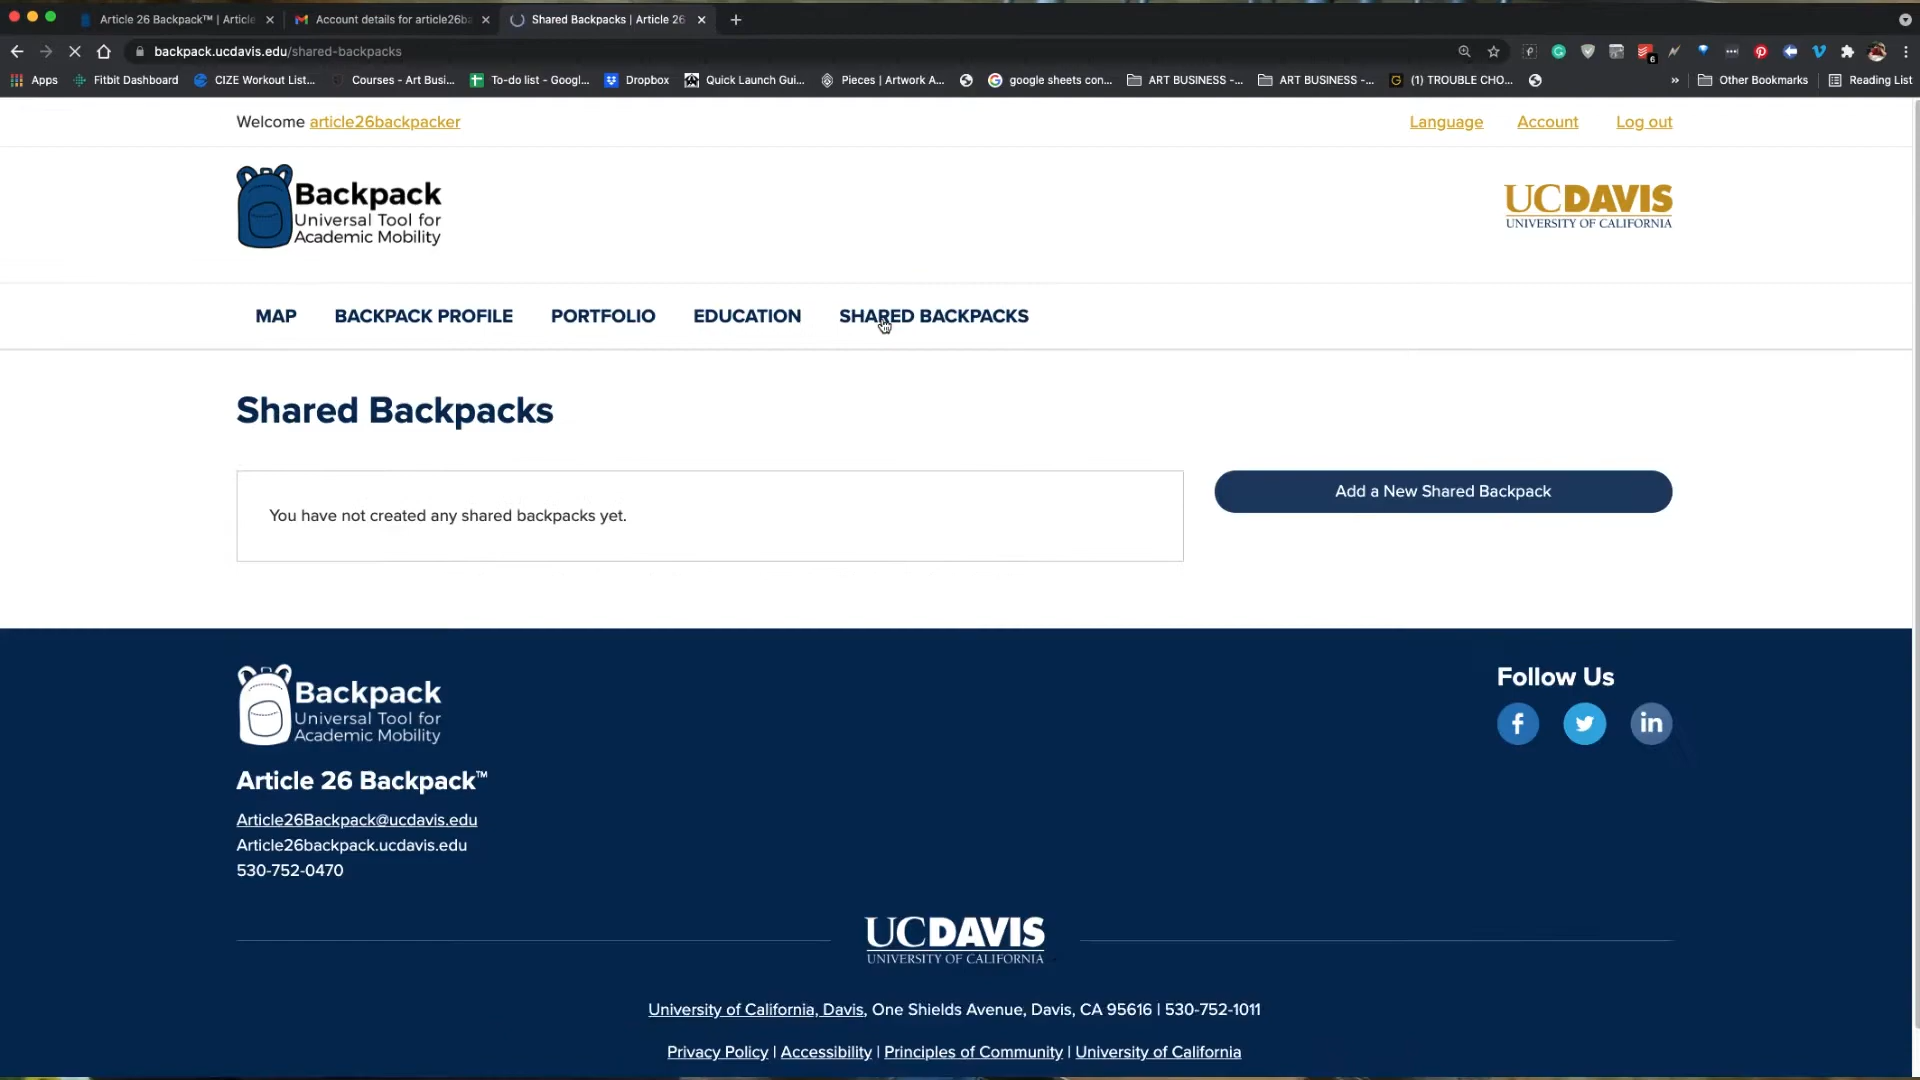 Article 26 Backpack™ | Article
Account details for article26ba
Shared Backpacks | Article 26
backpack.ucdavis.edu/shared-backpacks
Apps
Fitbit Dashboard
CIZE Workout List...
Courses - Art Busi...
To-do list - Googl...
Dropbox
Quick Launch Gui...
Pieces | Artwork A...
google sheets con...
ART BUSINESS -...
ART BUSINESS -...
(1) TROUBLE CHO...
Other Bookmarks
Reading List
Welcome article26backpacker
Language
Account
Log out
Backpack
Universal Tool for
Academic Mobility
UCDAVIS
UNIVERSITY OF CALIFORNIA
MAP
BACKPACK PROFILE
PORTFOLIO
EDUCATION
SHARED BACKPACKS
Shared Backpacks
You have not created any shared backpacks yet.
Add a New Shared Backpack
Backpack
Universal Tool for
Academic Mobility
Follow Us
Article 26 Backpack™
Article26Backpack@ucdavis.edu
Article26backpack.ucdavis.edu
530-752-0470
UCDAVIS
UNIVERSITY OF CALIFORNIA
University of California, Davis, One Shields Avenue, Davis, CA 95616 | 530-752-1011
Privacy Policy | Accessibility | Principles of Community | University of California